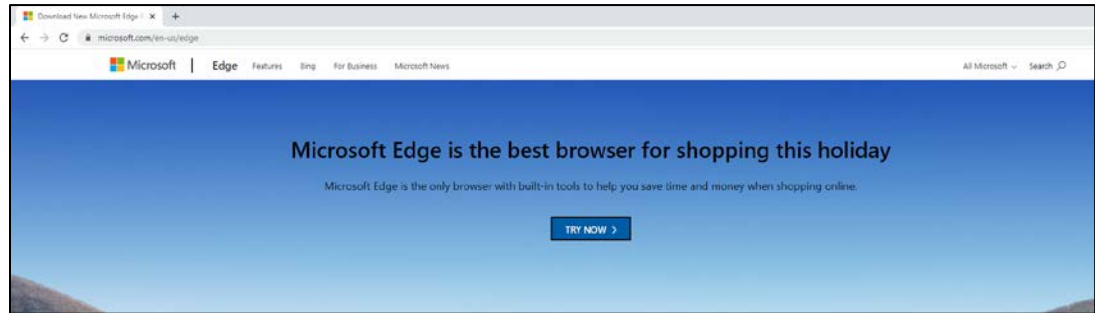 Download New Microsoft Edge
microsoft.com/en-us/edge
Microsoft | Edge Features Bing For Business Microsoft News All Microsoft Search
Microsoft Edge is the best browser for shopping this holiday
Microsoft Edge is the only browser with built-in tools to help you save time and money when shopping online.
TRY NOW >